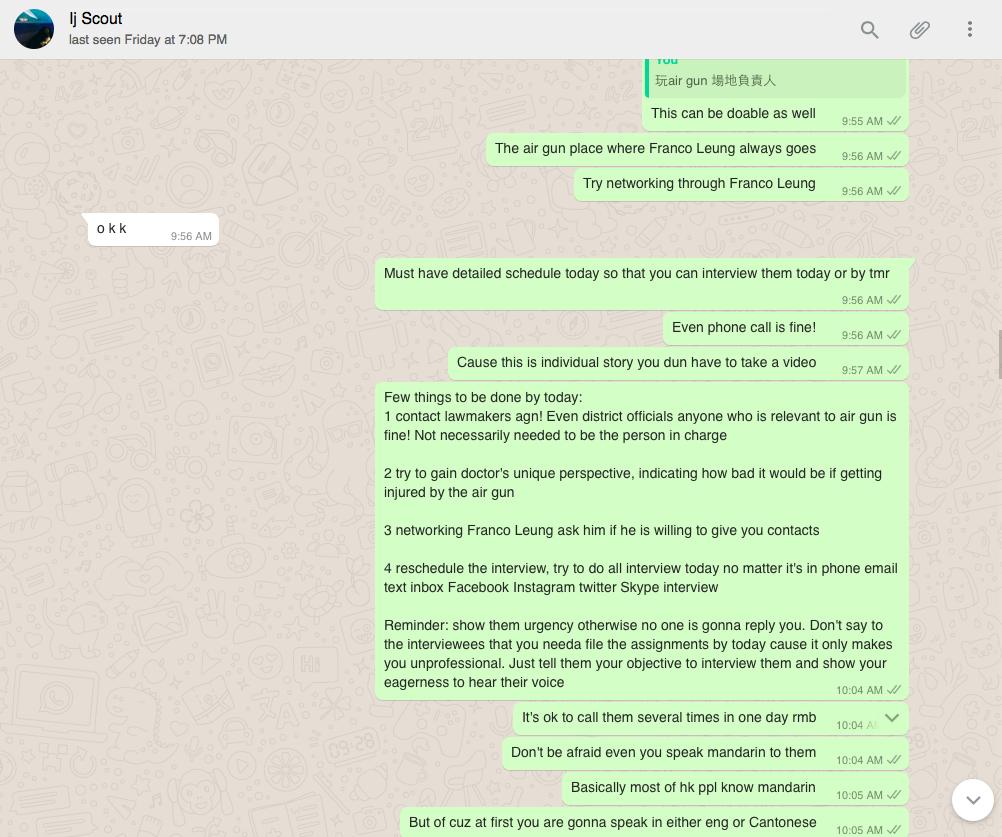 Ij Scout
last seen Friday at 7:08 PM
You
玩air gun 場地負責人
This can be doable as well
9:55 AM
The air gun place where Franco Leung always goes
9:56 AM
Try networking through Franco Leung
9:56 AM
o k k
9:56 AM
Must have detailed schedule today so that you can interview them today or by tmr
9:56 AM
Even phone call is fine!
9:56 AM
Cause this is individual story you dun have to take a video
9:57 AM
Few things to be done by today:
1 contact lawmakers agn! Even district officials anyone who is relevant to air gun is
fine! Not necessarily needed to be the person in charge
2 try to gain doctor's unique perspective, indicating how bad it would be if getting
injured by the air gun
3 networking Franco Leung ask him if he is willing to give you contacts
4 reschedule the interview, try to do all interview today no matter it's in phone email
text inbox Facebook Instagram twitter Skype interview
Reminder: show them urgency otherwise no one is gonna reply you. Don't say to
the interviewees that you needa file the assignments by today cause it only makes
you unprofessional. Just tell them your objective to interview them and show your
eagerness to hear their voice
10:04 AM
It's ok to call them several times in one day rmb
10:04 AM
Don't be afraid even you speak mandarin to them
10:04 AM
Basically most of hk ppl know mandarin
10:05 AM
But of cuz at first you are gonna speak in either eng or Cantonese
10:05 AM